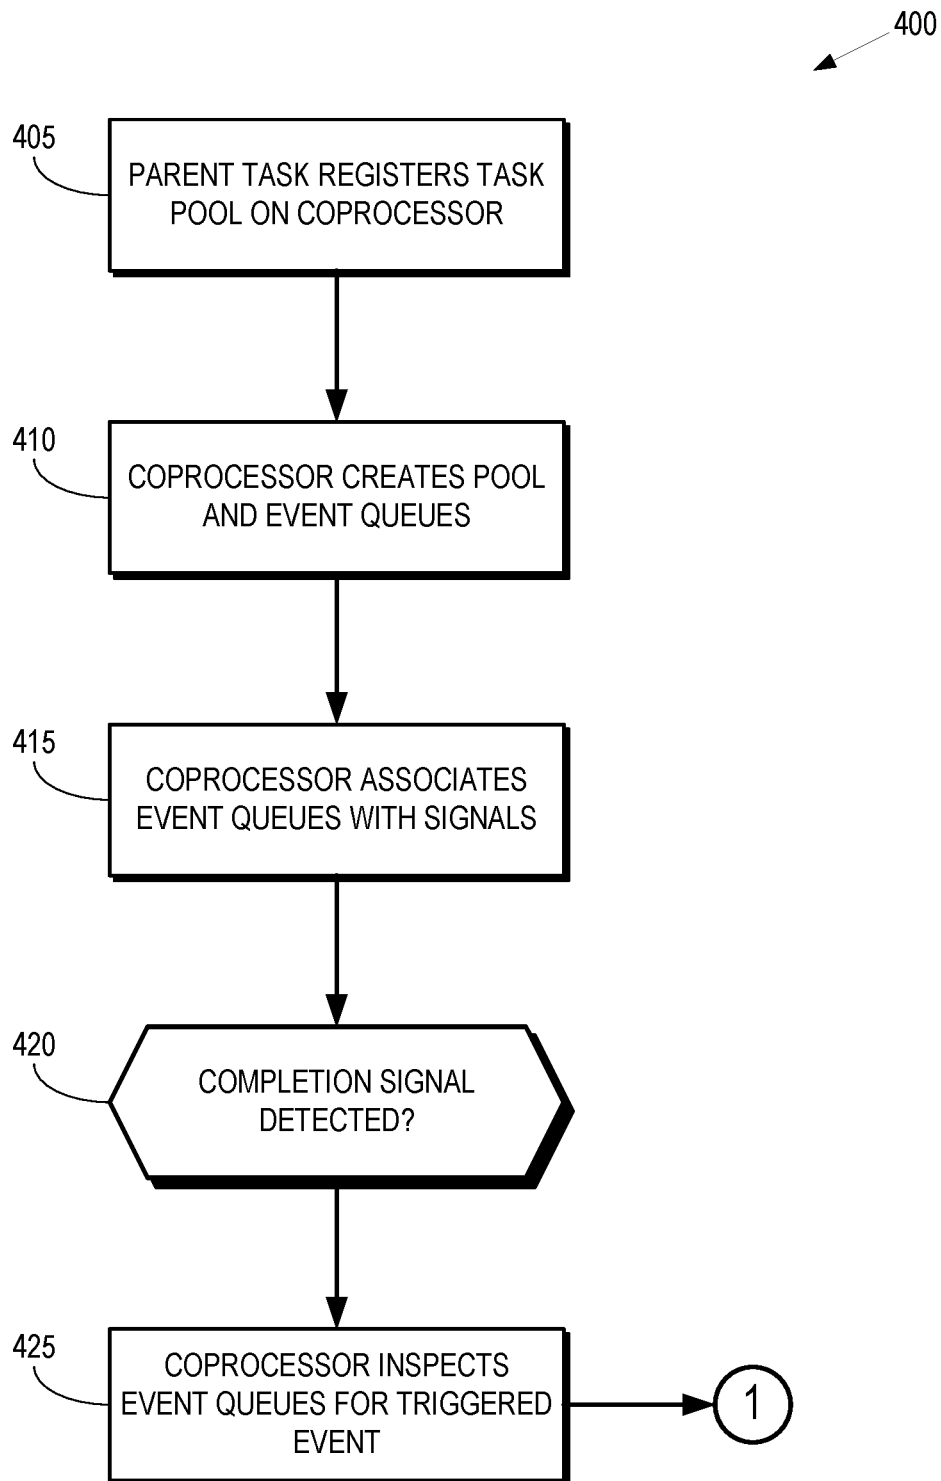 400
405
PARENT TASK REGISTERS TASK
POOL ON COPROCESSOR
410
COPROCESSOR CREATES POOL
AND EVENT QUEUES
415
COPROCESSOR ASSOCIATES
EVENT QUEUES WITH SIGNALS
420
COMPLETION SIGNAL
DETECTED?
425
COPROCESSOR INSPECTS
EVENT QUEUES FOR TRIGGERED
EVENT
1